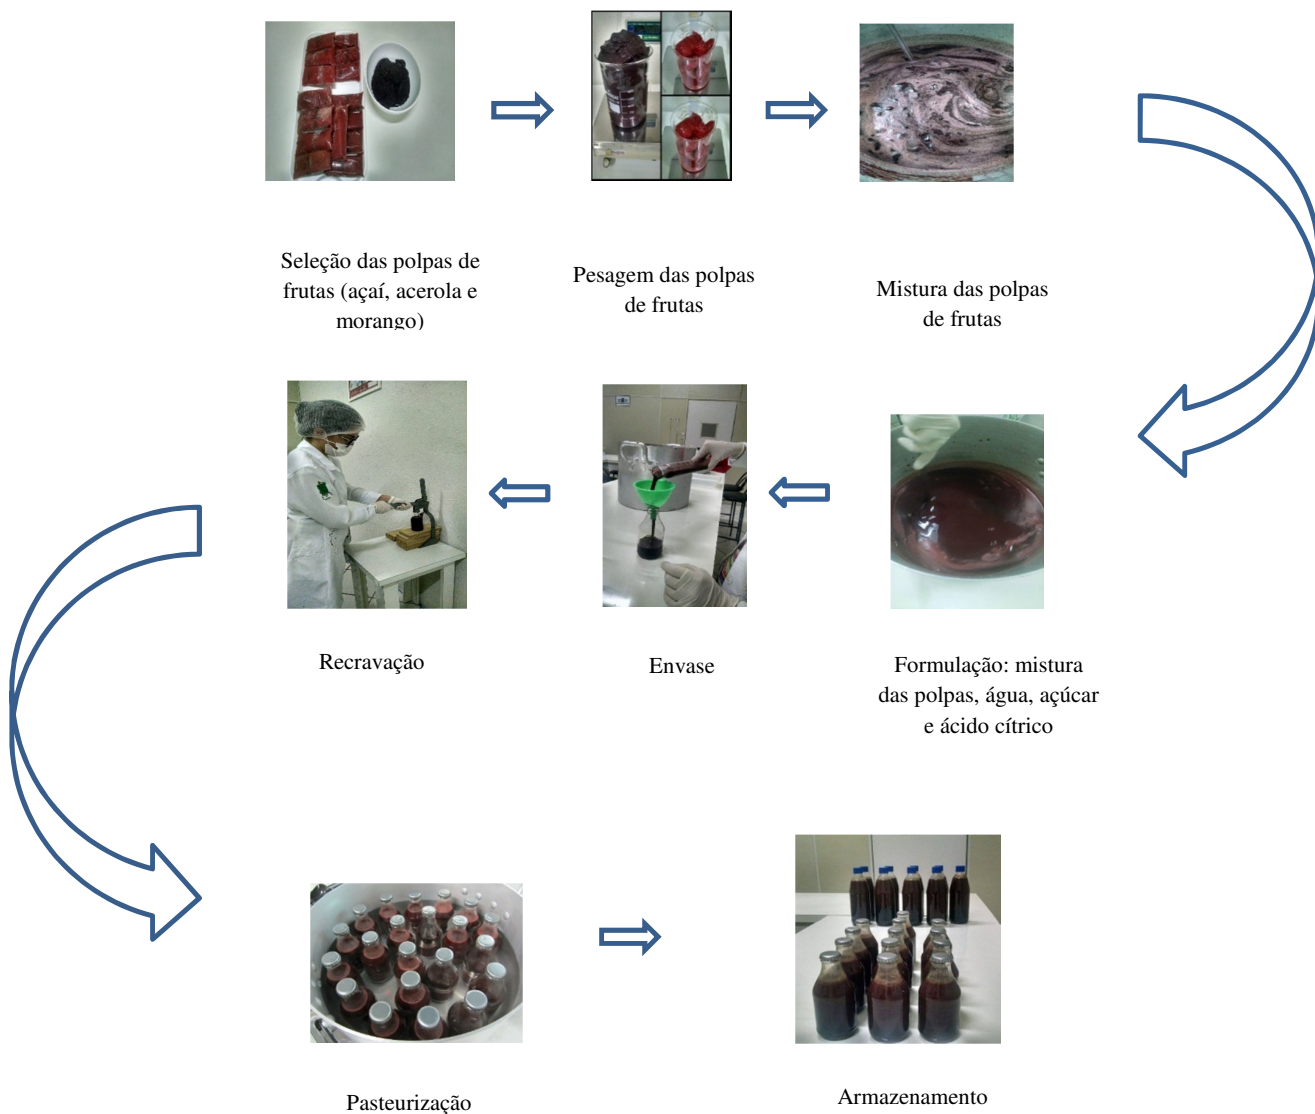 Seleção das polpas de
frutas (açaí, acerola e
morango)
Pesagem das polpas
de frutas
Mistura das polpas
de frutas
Formulação: mistura
das polpas, água, açúcar
e ácido cítrico
Envase
Recravação
Pasteurização
Armazenamento